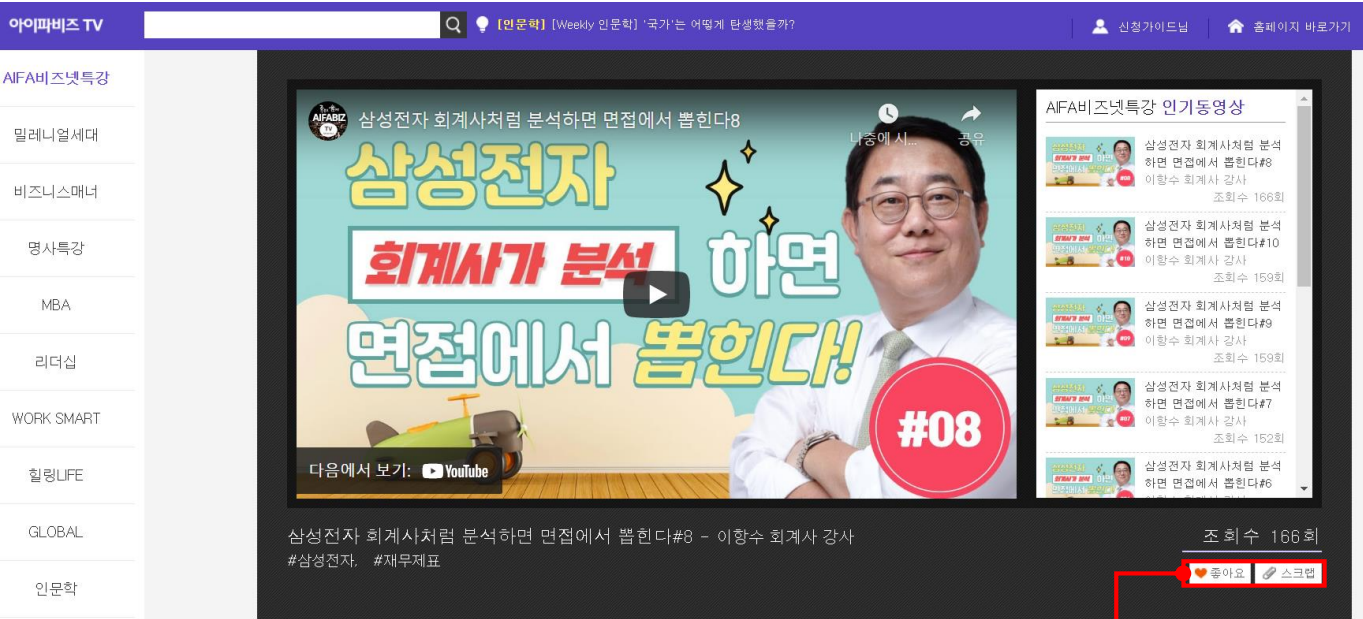 아이파비즈 TV
[인문학] [Weekly 인문학] '국가'는 어떻게 탄생했을까?
신청가이드님
홈페이지 바로가기
AIFA비즈넷특강
밀레니얼세대
비즈니스매너
명사특강
MBA
리더십
WORK SMART
힐링LIFE
GLOBAL
인문학
AIFABIZ
TV
삼성전자 회계사처럼 분석하면 면접에서 뽑힌다8
나중에 시...
공유
삼성전자
회계사가 분석 하면
면접에서 뽑힌다!
#08
다음에서 보기: YouTube
AIFA비즈넷특강 인기동영상
삼성전자 회계사처럼 분석
하면 면접에서 뽑힌다#8
이항수 회계사 강사
조회수 166회
삼성전자 회계사처럼 분석
하면 면접에서 뽑힌다#10
이항수 회계사 강사
조회수 159회
삼성전자 회계사처럼 분석
하면 면접에서 뽑힌다#9
이항수 회계사 강사
조회수 159회
삼성전자 회계사처럼 분석
하면 면접에서 뽑힌다#7
이항수 회계사 강사
조회수 152회
삼성전자 회계사처럼 분석
하면 면접에서 뽑힌다#6
삼성전자 회계사처럼 분석하면 면접에서 뽑힌다#8 - 이항수 회계사 강사
조회수 166회
#삼성전자, #재무제표
좋아요
스크랩